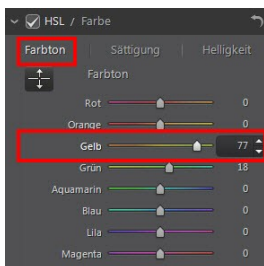 HSL / Farbe
Farbton | Sättigung | Helligkeit
Farbton
Rot 0
Orange 0
Gelb 77
Grün 18
Aquamarin 0
Blau 0
Lila 0
Magenta 0